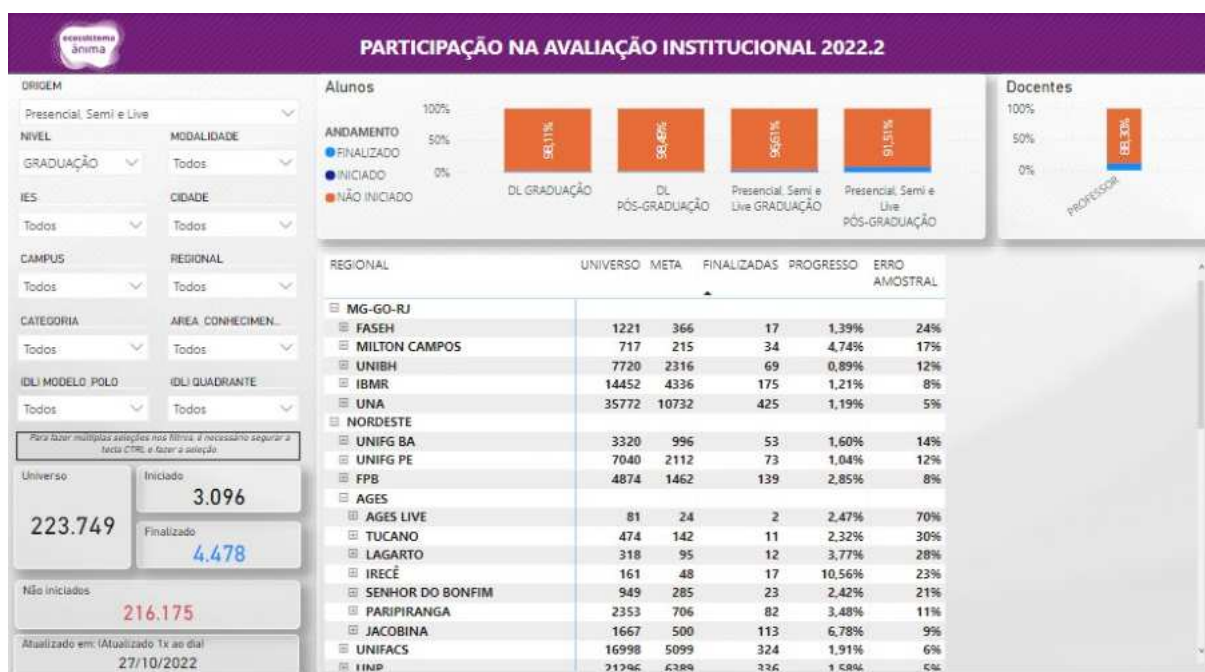 ecossistema
ânima
PARTICIPAÇÃO NA AVALIAÇÃO INSTITUCIONAL 2022.2
ORIGEM
Presencial, Semi e Live
NIVEL
MODALIDADE
GRADUAÇÃO
Todos
IES
CIDADE
Todos
Todos
CAMPUS
REGIONAL
Todos
Todos
CATEGORIA
AREA_CONHECIMEN...
Todos
Todos
(DL) MODELO_POLO
(DL) QUADRANTE
Todos
Todos
Para fazer múltiplas seleções nos filtros, é necessário segurar a
tecla CTRL e fazer a seleção.
Universo
223.749
Iniciado
3.096
Finalizado
4.478
Não iniciados
216.175
Atualizado em: (Atualizado 1x ao dia)
27/10/2022
Alunos
ANDAMENTO
FINALIZADO
INICIADO
NÃO INICIADO
100%
50%
0%
98,11%
98,49%
96,61%
91,51%
DL GRADUAÇÃO
DL
PÓS-GRADUAÇÃO
Presencial, Semi e
Live GRADUAÇÃO
Presencial, Semi e
Live
PÓS-GRADUAÇÃO
Docentes
100%
50%
0%
88,30%
PROFESSOR
REGIONAL UNIVERSO META FINALIZADAS PROGRESSO ERRO
AMOSTRAL
MG-GO-RJ
FASEH 1221 366 17 1,39% 24%
MILTON CAMPOS 717 215 34 4,74% 17%
UNIBH 7720 2316 69 0,89% 12%
IBMR 14452 4336 175 1,21% 8%
UNA 35772 10732 425 1,19% 5%
NORDESTE
UNIFG BA 3320 996 53 1,60% 14%
UNIFG PE 7040 2112 73 1,04% 12%
FPB 4874 1462 139 2,85% 8%
AGES
AGES LIVE 81 24 2 2,47% 70%
TUCANO 474 142 11 2,32% 30%
LAGARTO 318 95 12 3,77% 28%
IRECÊ 161 48 17 10,56% 23%
SENHOR DO BONFIM 949 285 23 2,42% 21%
PARIPIRANGA 2353 706 82 3,48% 11%
JACOBINA 1667 500 113 6,78% 9%
UNIFACS 16998 5099 324 1,91% 6%
UNP 21296 6389 336 1,58% 5%